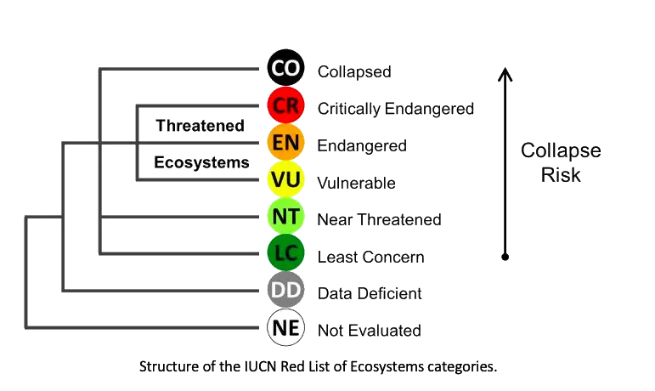 CO Collapsed
CR Critically Endangered
Threatened
EN Endangered
Ecosystems
VU Vulnerable
NT Near Threatened
LC Least Concern
DD Data Deficient
NE Not Evaluated
Collapse
Risk
Structure of the IUCN Red List of Ecosystems categories.